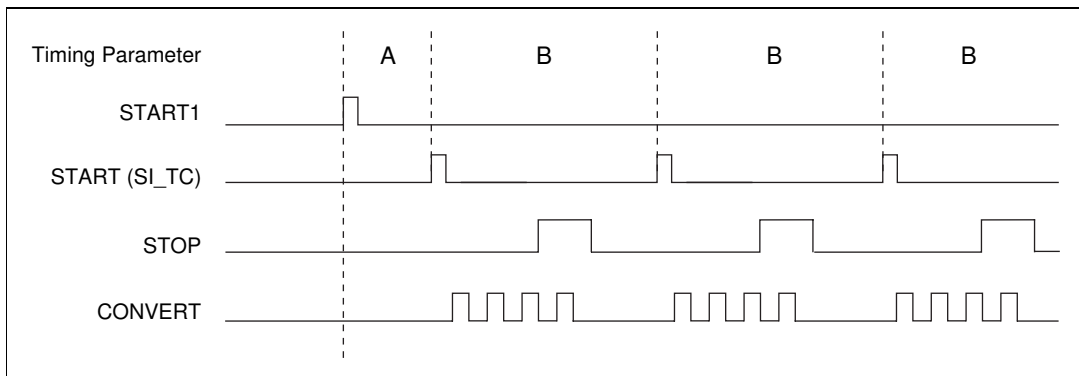 Timing Parameter A B B B
START1
START (SI_TC)
STOP
CONVERT